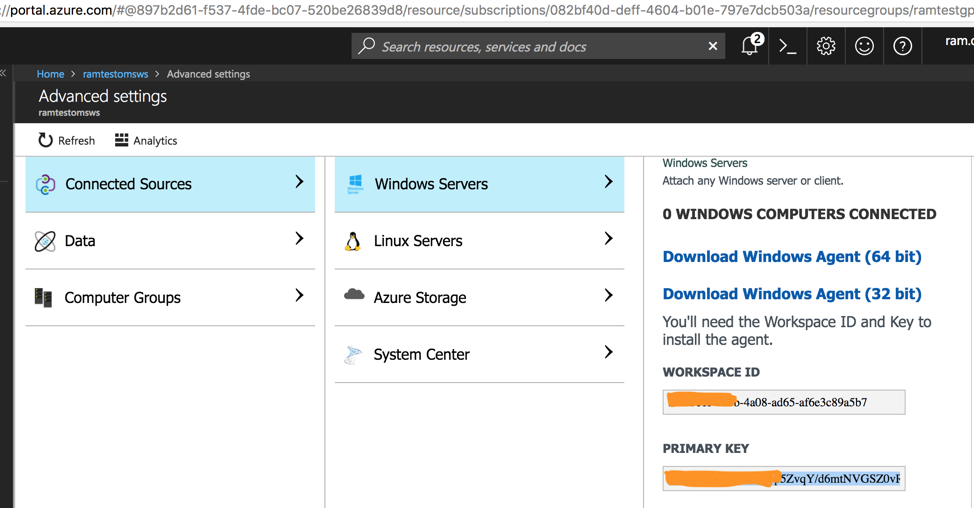 ://portal.azure.com/#@897b2d61-f537-4fde-bc07-520be26839d8/resource/subscriptions/082bf40d-deff-4604-b01e-797e7dcb503a/resourcegroups/ramtestgp
Search resources, services and docs
2
ram.
Home > ramtestomsws > Advanced settings
Advanced settings
ramtestomsws
Refresh
Analytics
Connected Sources
Data
Computer Groups
Windows Servers
Linux Servers
Azure Storage
System Center
Windows Servers
Attach any Windows server or client.
0 WINDOWS COMPUTERS CONNECTED
Download Windows Agent (64 bit)
Download Windows Agent (32 bit)
You'll need the Workspace ID and Key to
install the agent.
WORKSPACE ID
-4a08-ad65-af6e3c89a5b7
PRIMARY KEY
5ZvqY/d6mtNVGSZ0v